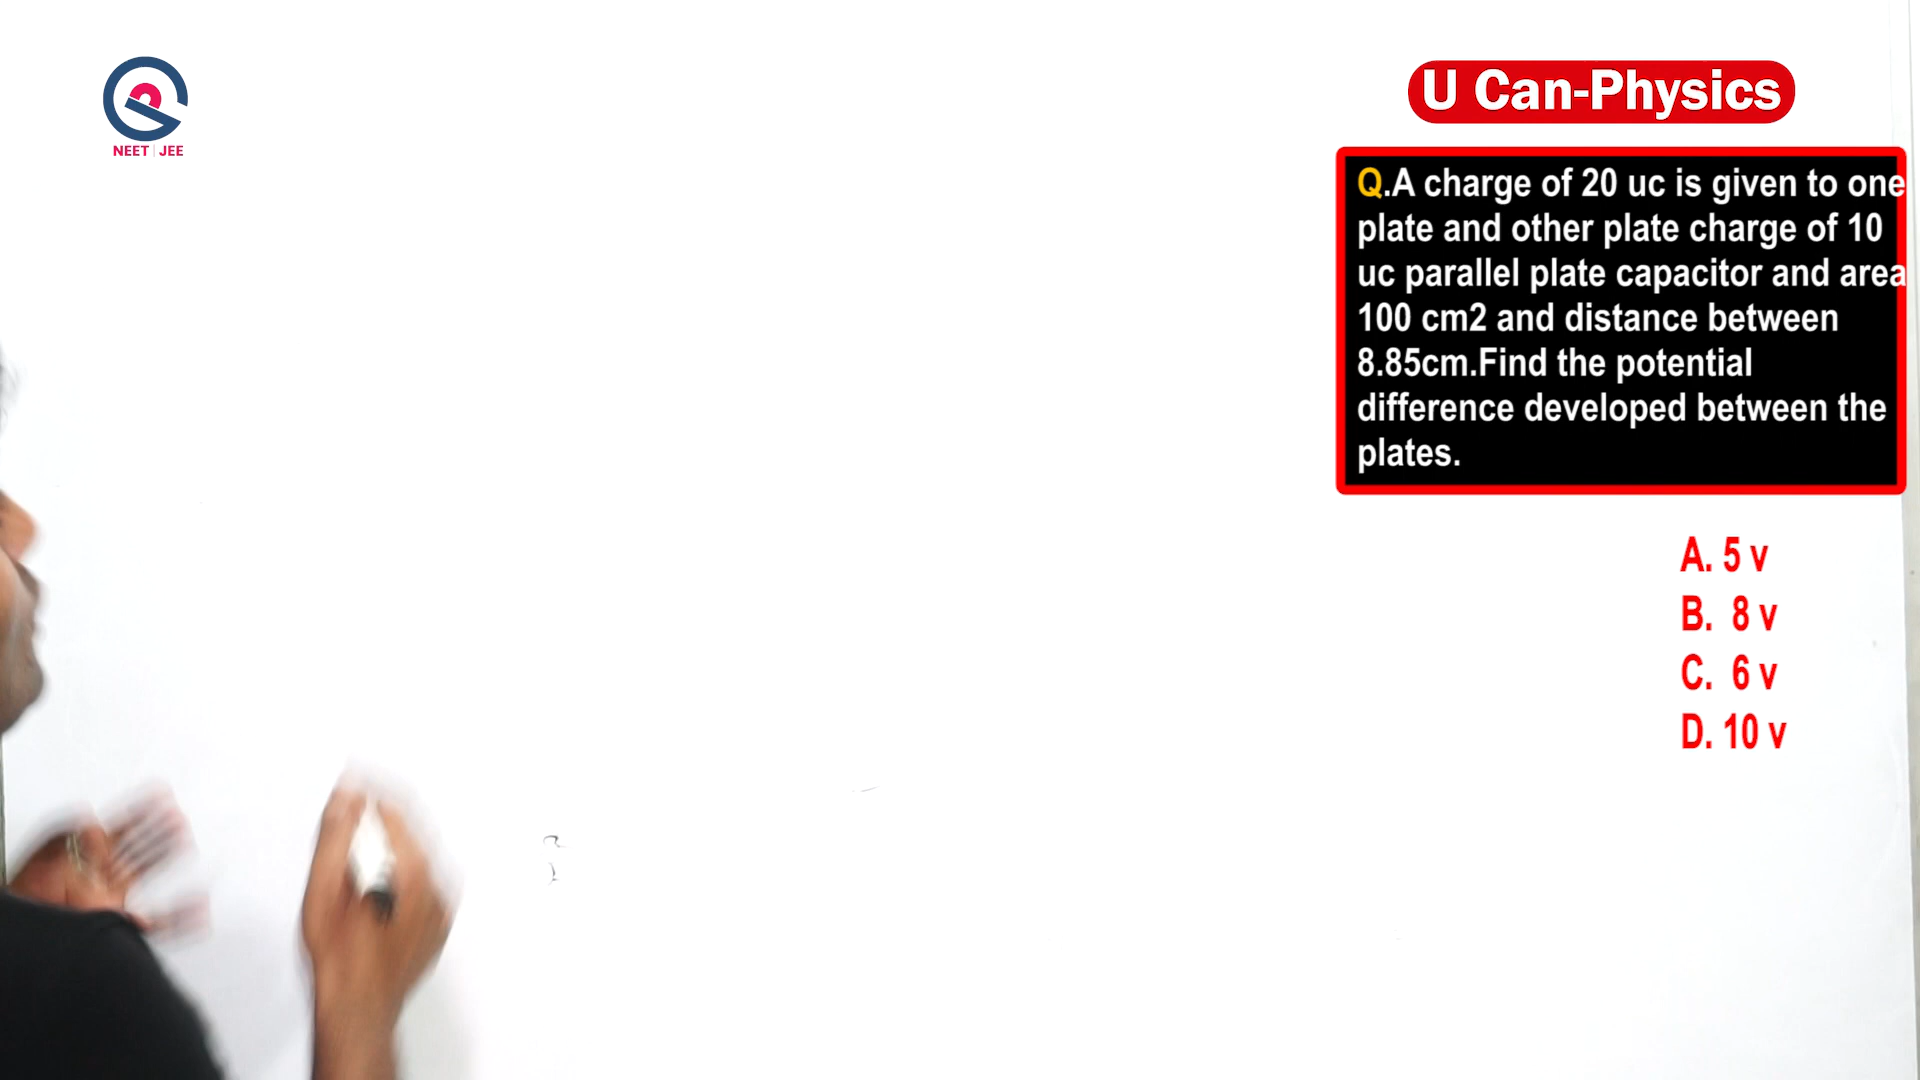 NEET | JEE
U Can-Physics
Q.A charge of 20 uc is given to one
plate and other plate charge of 10
uc parallel plate capacitor and area
100 cm2 and distance between
8.85cm.Find the potential
difference developed between the
plates.
A. 5 v
B. 8 v
C. 6 v
D. 10 v